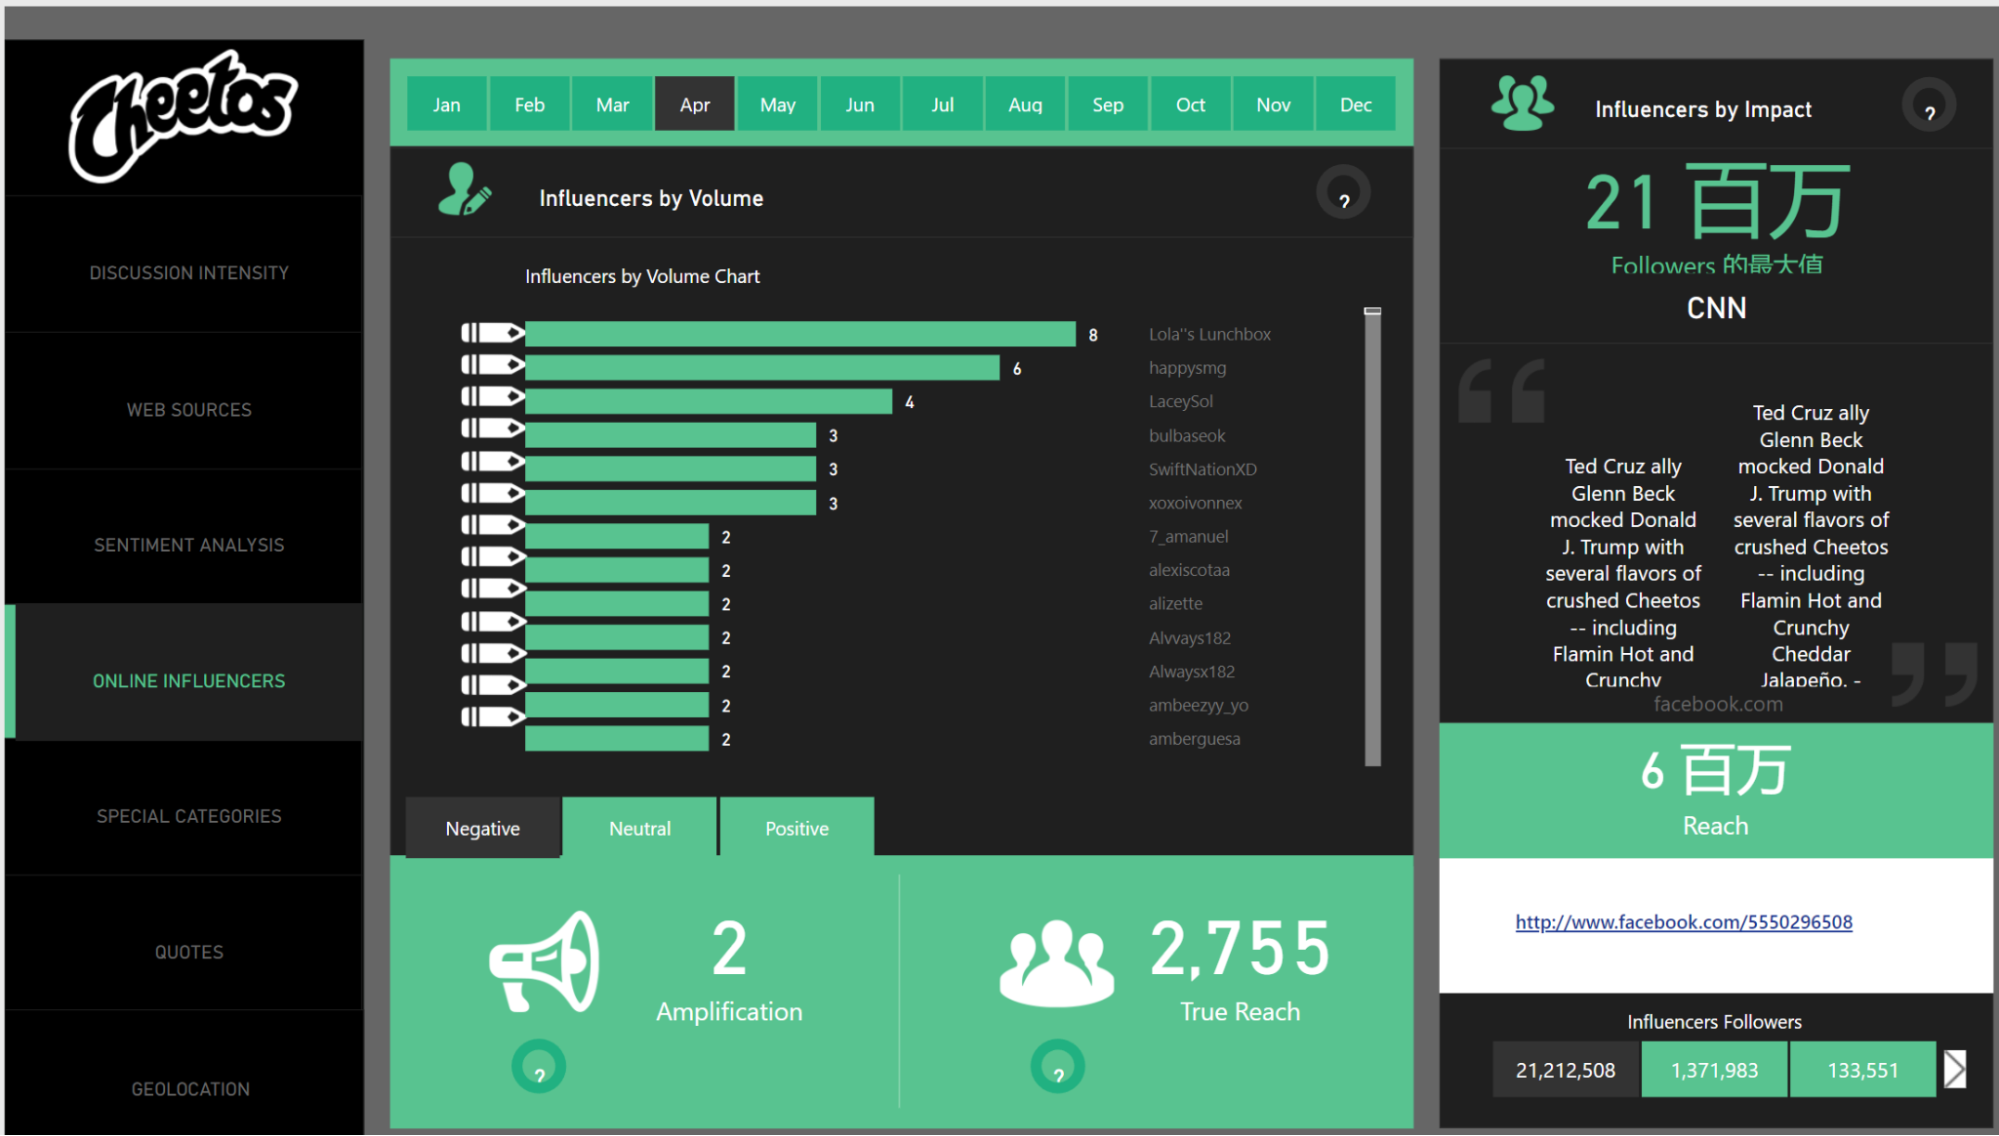 Cheetos
DISCUSSION INTENSITY
WEB SOURCES
SENTIMENT ANALYSIS
ONLINE INFLUENCERS
SPECIAL CATEGORIES
QUOTES
GEOLOCATION
Jan Feb Mar Apr May Jun Jul Aug Sep Oct Nov Dec
Influencers by Volume
?
Influencers by Volume Chart
8 Lola''s Lunchbox
6 happysmg
4 LaceySol
3 bulbaseok
3 SwiftNationXD
3 xoxoivonnex
2 7_amanuel
2 alexiscotaa
2 alizette
2 Alvvays182
2 Alwaysx182
2 ambeezyy_yo
2 amberguesa
Negative Neutral Positive
2
Amplification
?
2,755
True Reach
?
Influencers by Impact
?
21 百万
Followers 的最大值
CNN
Ted Cruz ally
Glenn Beck
mocked Donald
J. Trump with
several flavors of
crushed Cheetos
-- including
Flamin Hot and
Crunchy
Ted Cruz ally
Glenn Beck
mocked Donald
J. Trump with
several flavors of
crushed Cheetos
-- including
Flamin Hot and
Crunchy
Cheddar
Jalapeño. -
facebook.com
6 百万
Reach
http://www.facebook.com/5550296508
Influencers Followers
21,212,508 1,371,983 133,551